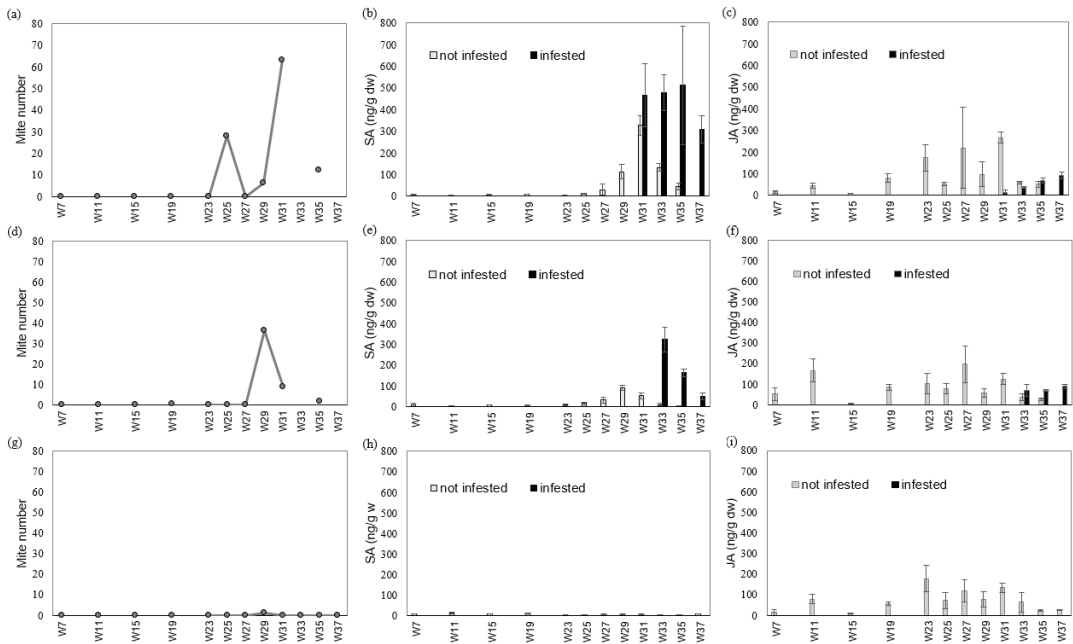 (a)
Mite number
80
70
60
50
40
30
20
10
0
W7 W11 W15 W19 W23 W25 W27 W29 W31 W33 W35 W37
(b)
SA (ng/g dw)
800
700
600
500
400
300
200
100
0
not infested infested
W7 W11 W15 W19 W23 W25 W27 W29 W31 W33 W35 W37
(c)
JA (ng/g dw)
800
700
600
500
400
300
200
100
0
not infested infested
W7 W11 W15 W19 W23 W25 W27 W29 W31 W33 W35 W37
(d)
Mite number
80
70
60
50
40
30
20
10
0
W7 W11 W15 W19 W23 W25 W27 W29 W31 W33 W35 W37
(e)
SA (ng/g dw)
800
700
600
500
400
300
200
100
0
not infested infested
W7 W11 W15 W19 W23 W25 W27 W29 W31 W33 W35 W37
(f)
JA (ng/g dw)
800
700
600
500
400
300
200
100
0
not infested infested
W7 W11 W15 W19 W23 W25 W27 W29 W31 W33 W35 W37
(g)
Mite number
80
70
60
50
40
30
20
10
0
W7 W11 W15 W19 W23 W25 W27 W29 W31 W33 W35 W37
(h)
SA (ng/g w
800
700
600
500
400
300
200
100
0
not infested infested
W7 W11 W15 W19 W23 W25 W27 W29 W31 W33 W35 W37
(i)
JA (ng/g dw)
800
700
600
500
400
300
200
100
0
not infested infested
W7 W11 W15 W19 W23 W25 W27 W29 W31 W33 W35 W37